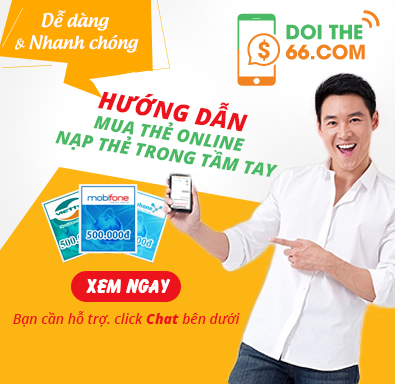 Dễ dàng
& Nhanh chóng
DOI THE
$ 66.COM
HƯỚNG DẪN
MUA THẺ ONLINE
NẠP THẺ TRONG TẦM TAY
mobifone
500.000đ
XEM NGAY
Bạn cần hỗ trợ. click Chat bên dưới